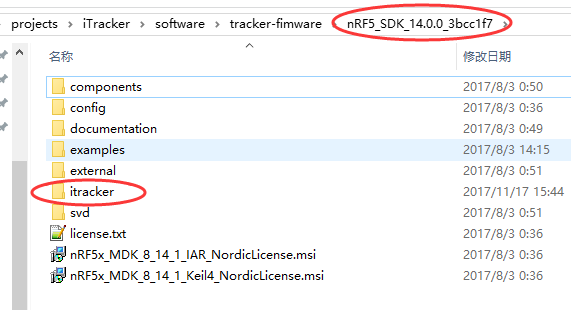 projects > iTracker > software > tracker-fimware > nRF5_SDK_14.0.0_3bcc1f7 >
名称 修改日期
components 2017/8/3 0:50
config 2017/8/3 0:36
documentation 2017/8/3 0:49
examples 2017/8/3 14:15
external 2017/8/3 0:51
itracker 2017/11/17 15:44
svd 2017/8/3 0:51
license.txt 2017/8/3 0:36
nRF5x_MDK_8_14_1_IAR_NordicLicense.msi 2017/8/3 0:36
nRF5x_MDK_8_14_1_Keil4_NordicLicense.msi 2017/8/3 0:36